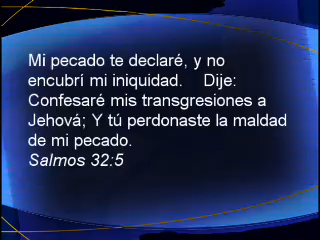 Mi pecado te declaré, y no
encubrí mi iniquidad. Dije:
Confesaré mis transgresiones a
Jehová; Y tú perdonaste la maldad
de mi pecado.
Salmos 32:5